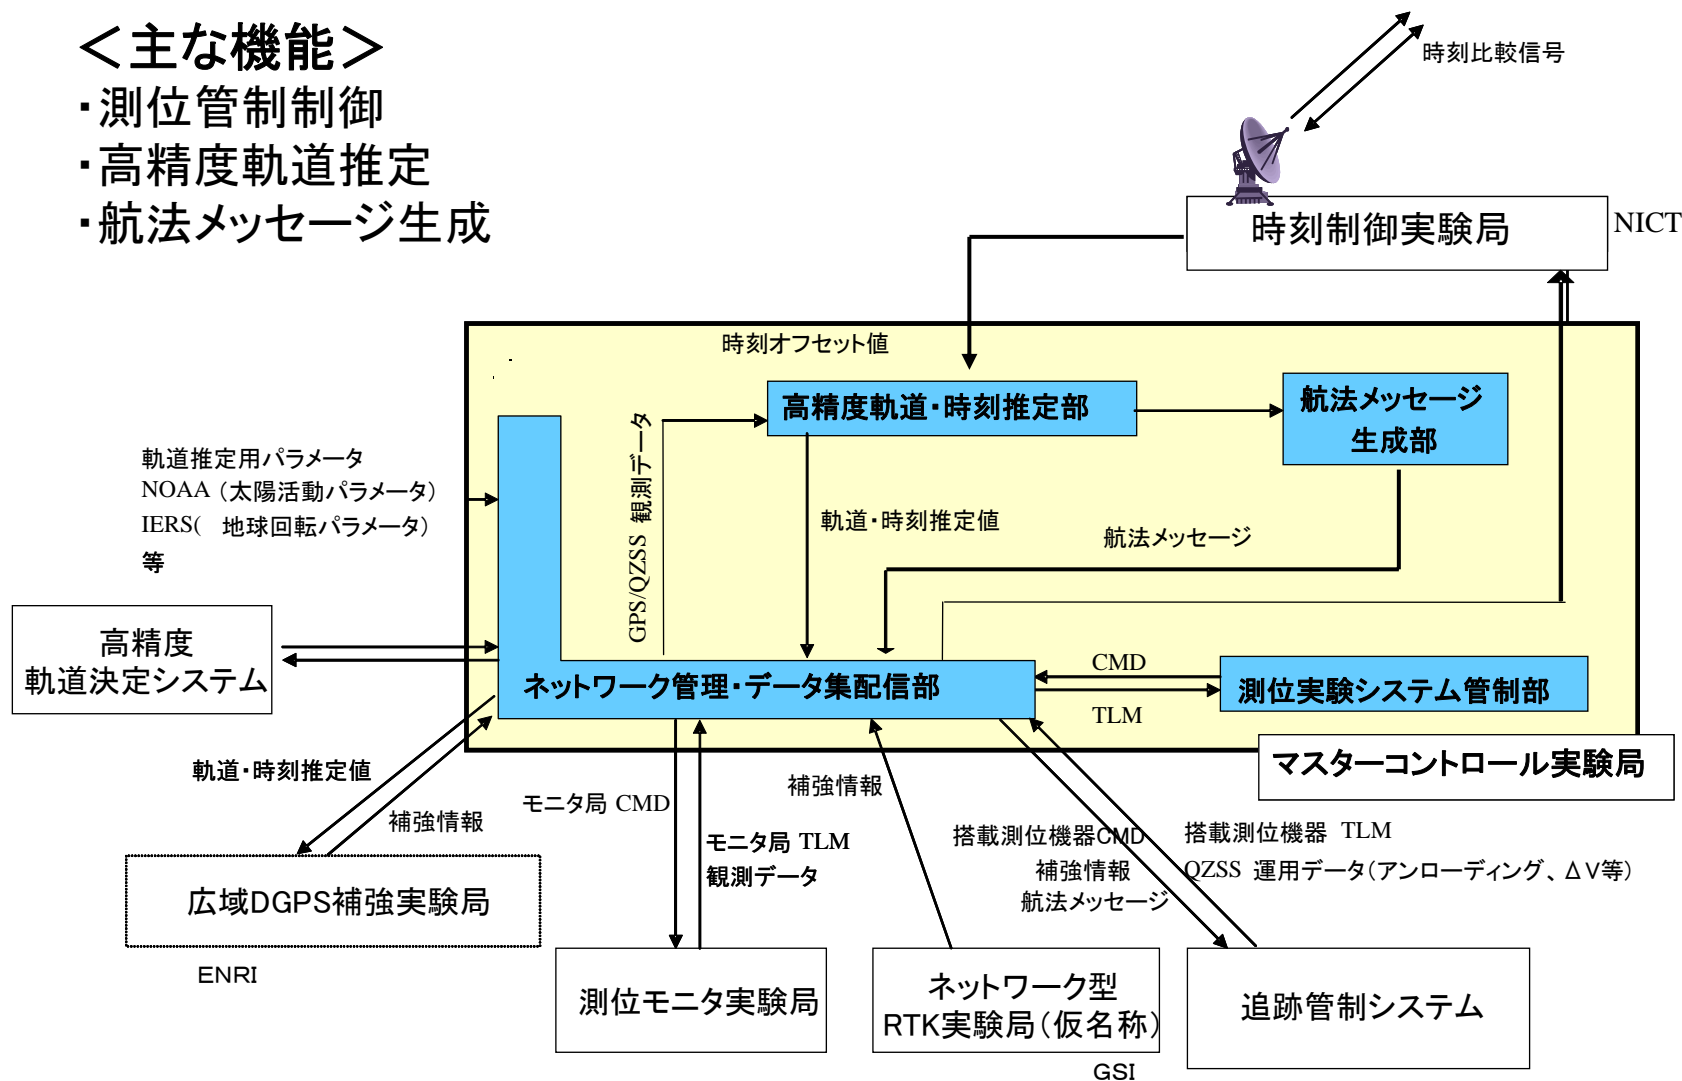 ＜主な機能＞
・測位管制制御
・高精度軌道推定
・航法メッセージ生成
時刻比較信号
時刻制御実験局
NICT
時刻オフセット値
高精度軌道・時刻推定部
航法メッセージ
生成部
軌道推定用パラメータ
NOAA（太陽活動パラメータ）
IERS( 地球回転パラメータ）
等
GPS/QZSS 観測データ
軌道・時刻推定値
航法メッセージ
高精度
軌道決定システム
ネットワーク管理・データ集配信部
CMD
TLM
測位実験システム管制部
マスターコントロール実験局
軌道・時刻推定値
補強情報
モニタ局 CMD
モニタ局 TLM
観測データ
補強情報
搭載測位機器CMD
補強情報
航法メッセージ
搭載測位機器 TLM
QZSS 運用データ（アンローディング、ΔV等）
広域DGPS補強実験局
ENRI
測位モニタ実験局
ネットワーク型
RTK実験局（仮名称）
GSI
追跡管制システム